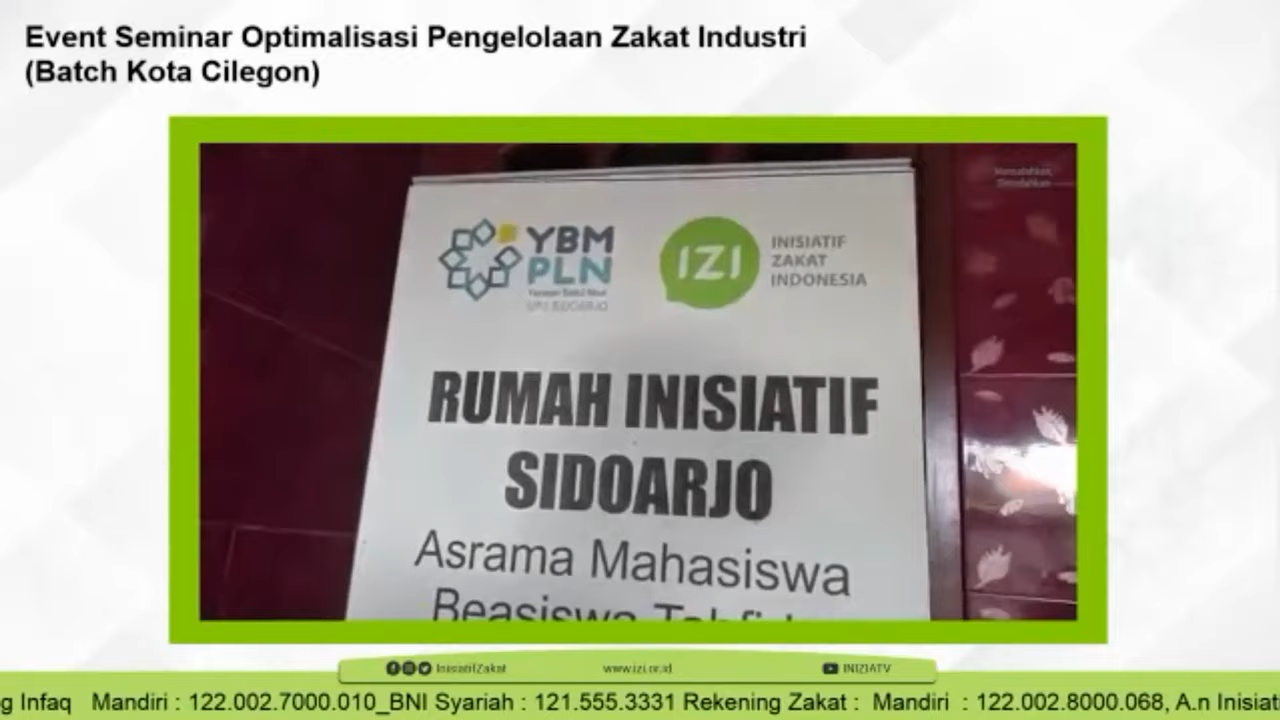 Event Seminar Optimalisasi Pengelolaan Zakat Industri
(Batch Kota Cilegon)
YBM
PLN
IZI
INISIATIF
ZAKAT
INDONESIA
RUMAH INISIATIF
SIDOARJO
Asrama Mahasiswa
Beasiswa
InisiatifZakat
www.izi.or.id
INIZIATV
g Infaq Mandiri : 122.002.7000.010_BNI Syariah : 121.555.3331 Rekening Zakat : Mandiri : 122.002.8000.068, A.n Inisiat